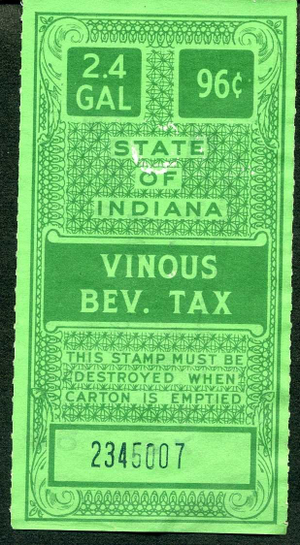 2.4
GAL
96¢
STATE
OF
INDIANA
VINOUS
BEV. TAX
THIS STAMP MUST BE
DESTROYED WHEN
CARTON IS EMPTIED
2345007